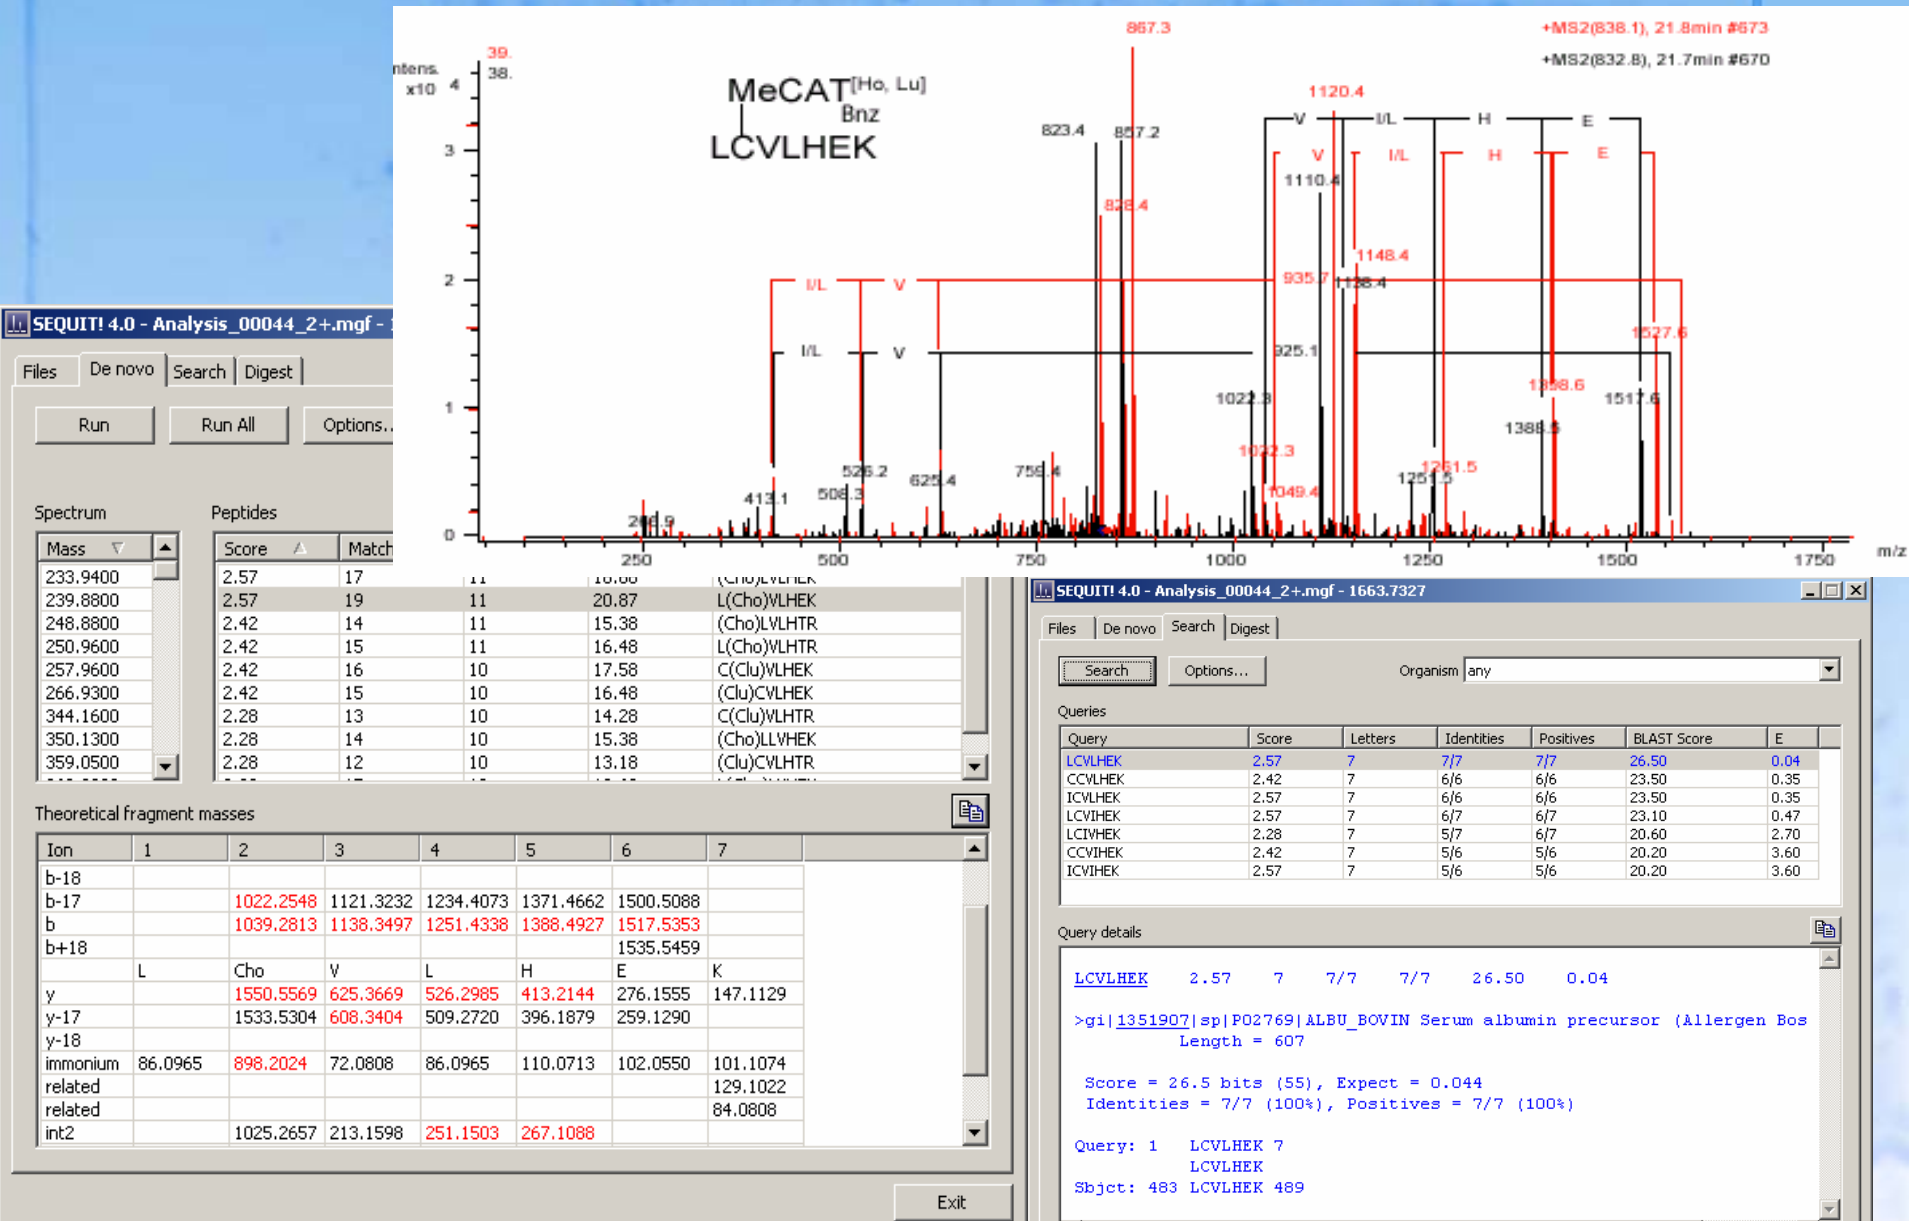 867.3
+MS2(838.1), 21.8min #673
+MS2(832.8), 21.7min #670
39.
38.
ntens.
x10
4
3
2
1
0
MeCAT[Ho, Lu]
Bnz
LCVLHEK
1120.4
823.4
857.2
V I/L H E
V I/L H E
1110.4
828.4
1148.4
935.7
1138.4
I/L V
1527.6
I/L V
925.1
1022.3
1398.6
1517.6
1388.5
1022.3
526.2
759.4
625.4
1261.5
1251.5
413.1
508.3
1049.4
250 500 750 1000 1250 1500 1750
m/z
SEQUIT! 4.0 - Analysis_00044_2+.mgf -
Files De novo Search Digest
Run Run All Options..
Spectrum Peptides
Mass Score Match
233.9400 2.57 17 11
239.8800 2.57 19 11 20.87 L(Cho)VLHEK
248.8800 2.42 14 11 15.38 (Cho)LVLHTR
250.9600 2.42 15 11 16.48 L(Cho)VLHTR
257.9600 2.42 16 10 17.58 C(Clu)VLHEK
266.9300 2.42 15 10 16.48 (Clu)CVLHEK
344.1600 2.28 13 10 14.28 C(Clu)VLHTR
350.1300 2.28 14 10 15.38 (Cho)LLVHEK
359.0500 2.28 12 10 13.18 (Clu)CVLHTR
Theoretical fragment masses
Ion 1 2 3 4 5 6 7
b-18
b-17 1022.2548 1121.3232 1234.4073 1371.4662 1500.5088
b 1039.2813 1138.3497 1251.4338 1388.4927 1517.5353
b+18 1535.5459
L Cho V L H E K
y 1550.5569 625.3669 526.2985 413.2144 276.1555 147.1129
y-17 1533.5304 608.3404 509.2720 396.1879 259.1290
y-18
immonium 86.0965 898.2024 72.0808 86.0965 110.0713 102.0550 101.1074
related 129.1022
related 84.0808
int2 1025.2657 213.1598 251.1503 267.1088
Exit
SEQUIT! 4.0 - Analysis_00044_2+.mgf - 1663.7327
Files De novo Search Digest
Search Options... Organism any
Queries
Query Score Letters Identities Positives BLAST Score E
LCVLHEK 2.57 7 7/7 7/7 26.50 0.04
CCVLHEK 2.42 7 6/6 6/6 23.50 0.35
ICVLHEK 2.57 7 6/6 6/6 23.50 0.35
LCVIHEK 2.57 7 6/7 6/7 23.10 0.47
LCIVHEK 2.28 7 5/7 6/7 20.60 2.70
CCVIHEK 2.42 7 5/6 5/6 20.20 3.60
ICVIHEK 2.57 7 5/6 5/6 20.20 3.60
Query details
LCVLHEK 2.57 7 7/7 7/7 26.50 0.04
>gi|1351907|sp|P02769|ALBU_BOVIN Serum albumin precursor (Allergen Bos
Length = 607
Score = 26.5 bits (55), Expect = 0.044
Identities = 7/7 (100%), Positives = 7/7 (100%)
Query: 1 LCVLHEK 7
LCVLHEK
Sbjct: 483 LCVLHEK 489